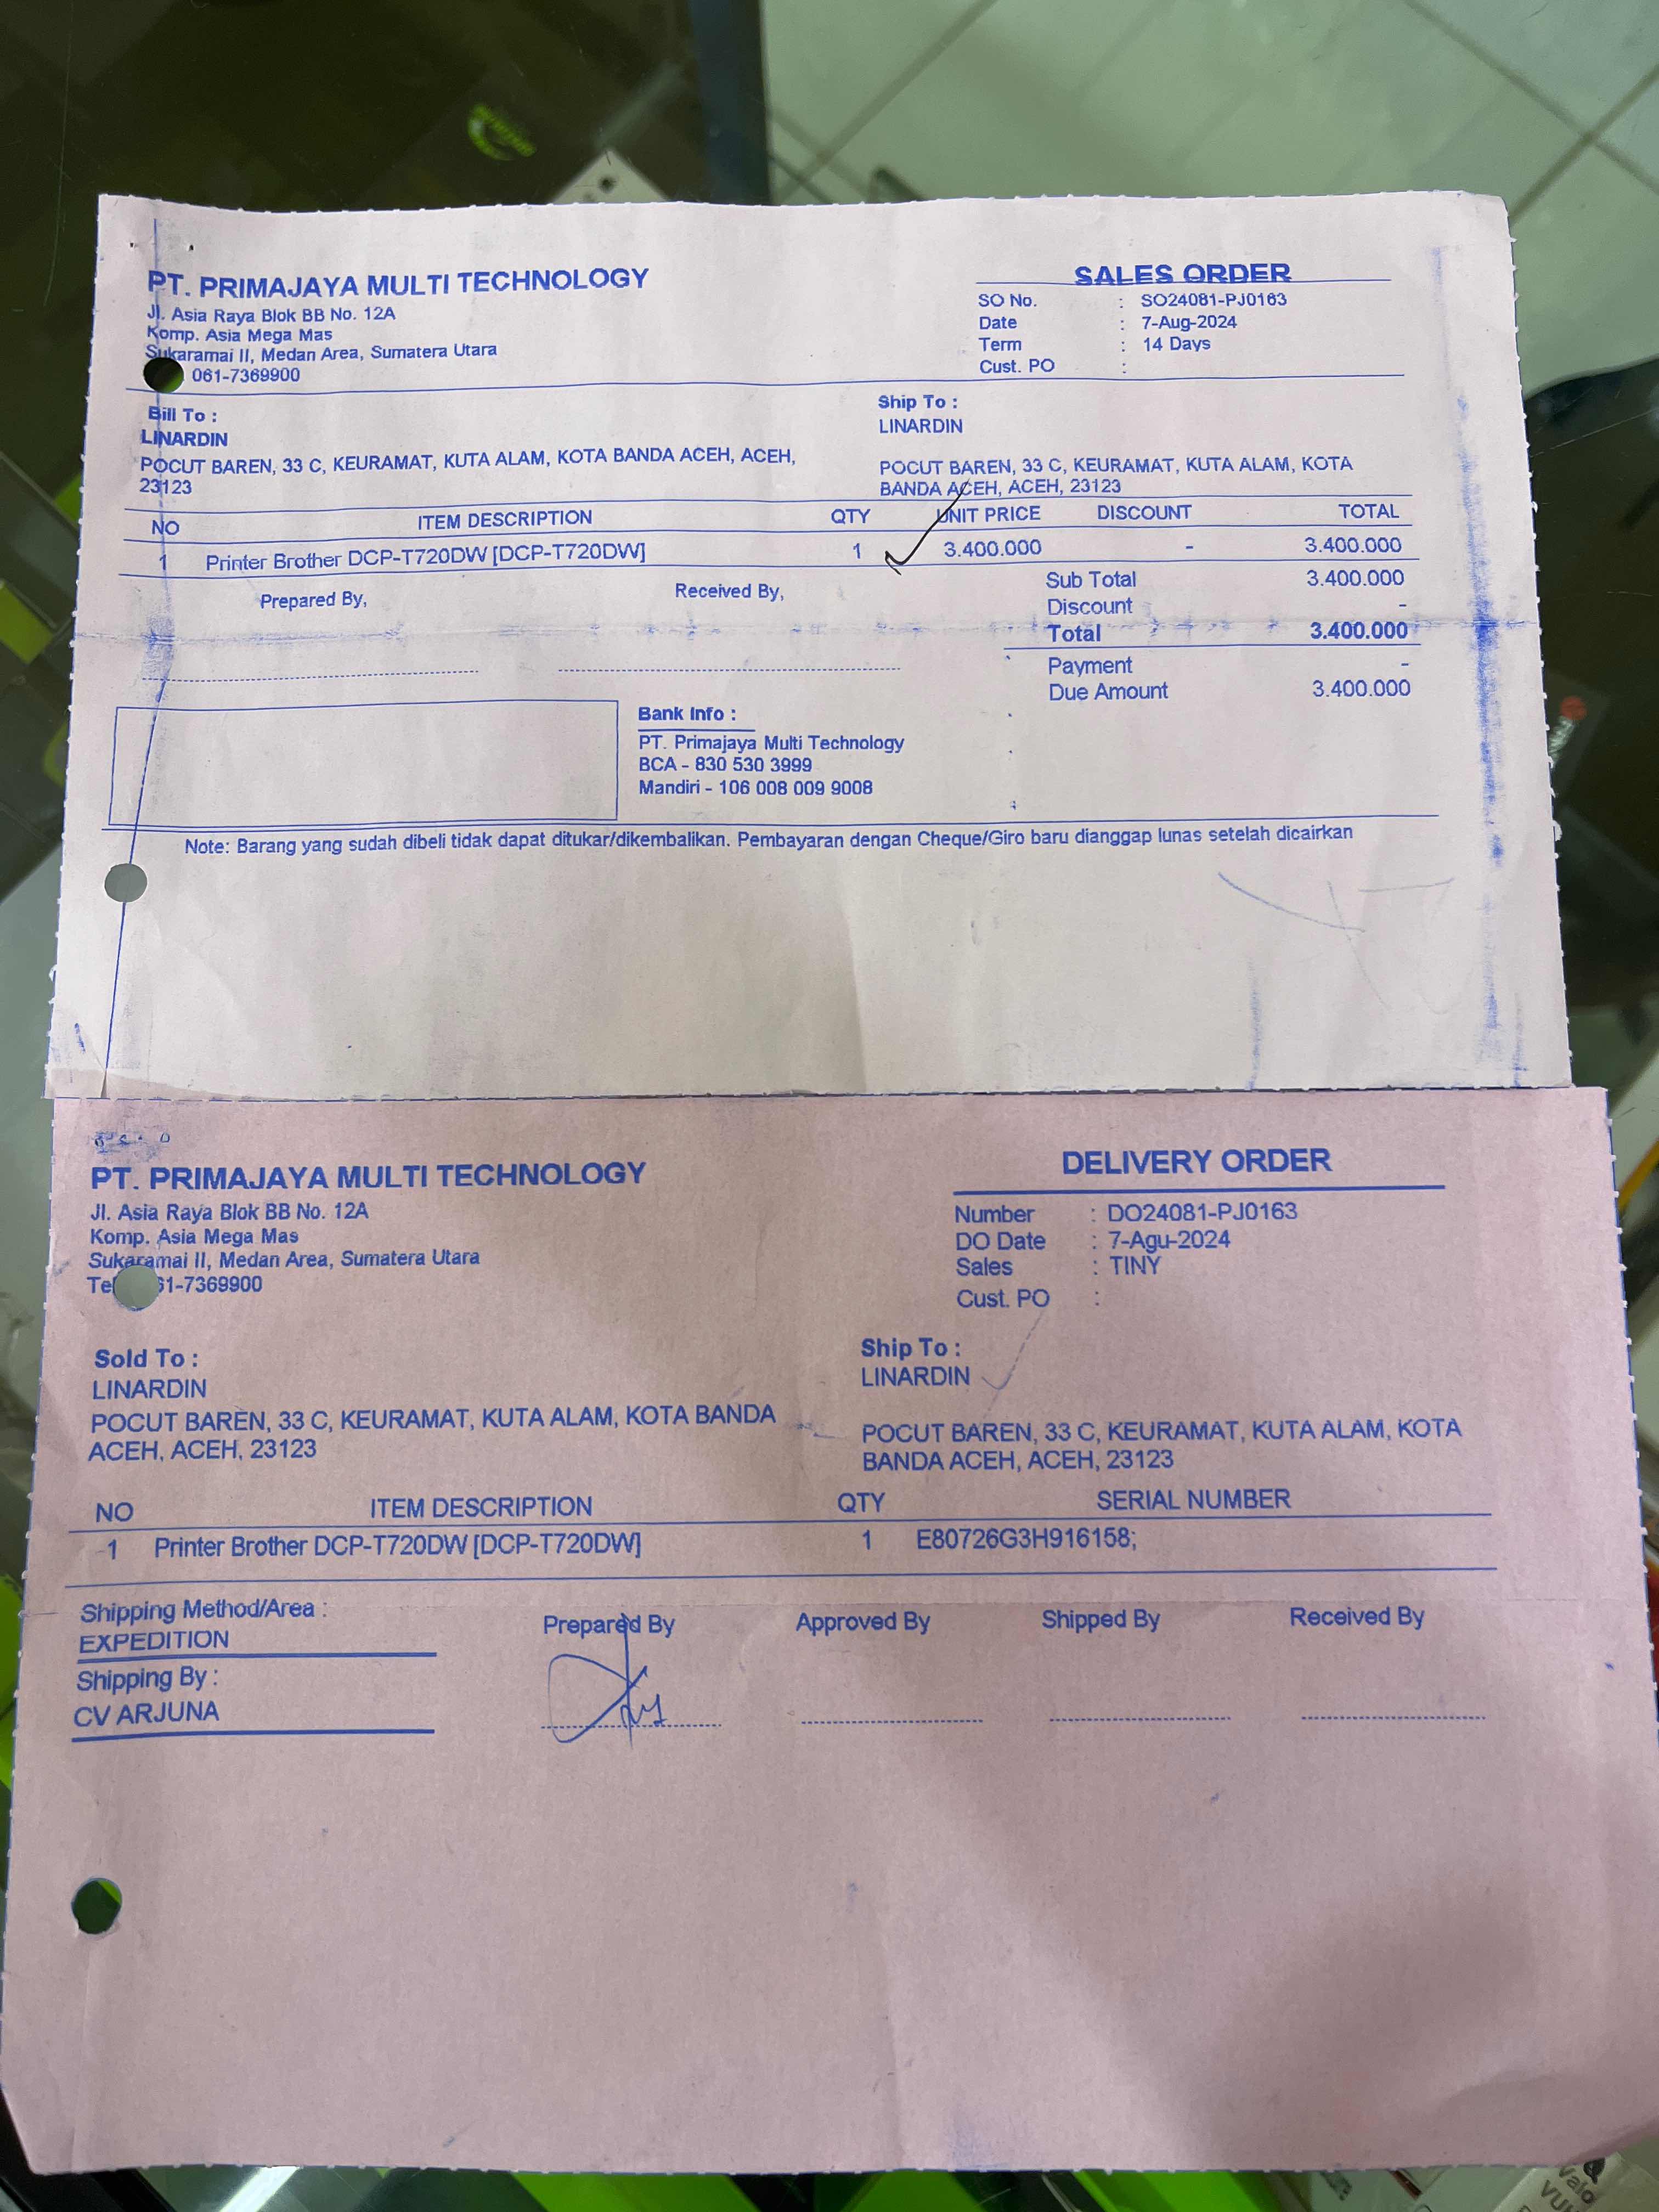 PT. PRIMAJAYA MULTI TECHNOLOGY
Jl. Asia Raya Blok BB No. 12A
Komp. Asia Mega Mas
Sukaramai II, Medan Area, Sumatera Utara
061-7369900
SALES ORDER
SO No. : SO24081-PJ0163
Date : 7-Aug-2024
Term : 14 Days
Cust. PO :
Bill To :
LINARDIN
POCUT BAREN, 33 C, KEURAMAT, KUTA ALAM, KOTA BANDA ACEH, ACEH,
23123
Ship To :
LINARDIN
POCUT BAREN, 33 C, KEURAMAT, KUTA ALAM, KOTA
BANDA ACEH, ACEH, 23123
NO ITEM DESCRIPTION QTY UNIT PRICE DISCOUNT TOTAL
1 Printer Brother DCP-T720DW [DCP-T720DW] 1 3.400.000 - 3.400.000
Prepared By, Received By,
Sub Total 3.400.000
Discount -
Total 3.400.000
Payment -
Due Amount 3.400.000
Bank Info :
PT. Primajaya Multi Technology
BCA - 830 530 3999
Mandiri - 106 008 009 9008
Note: Barang yang sudah dibeli tidak dapat ditukar/dikembalikan. Pembayaran dengan Cheque/Giro baru dianggap lunas setelah dicairkan
PT. PRIMAJAYA MULTI TECHNOLOGY
Jl. Asia Raya Blok BB No. 12A
Komp. Asia Mega Mas
Sukaramai II, Medan Area, Sumatera Utara
Te 61-7369900
DELIVERY ORDER
Number : DO24081-PJ0163
DO Date : 7-Agu-2024
Sales : TINY
Cust. PO :
Sold To :
LINARDIN
POCUT BAREN, 33 C, KEURAMAT, KUTA ALAM, KOTA BANDA
ACEH, ACEH, 23123
Ship To :
LINARDIN
POCUT BAREN, 33 C, KEURAMAT, KUTA ALAM, KOTA
BANDA ACEH, ACEH, 23123
NO ITEM DESCRIPTION QTY SERIAL NUMBER
1 Printer Brother DCP-T720DW [DCP-T720DW] 1 E80726G3H916158;
Shipping Method/Area :
EXPEDITION
Shipping By :
CV ARJUNA
Prepared By Approved By Shipped By Received By